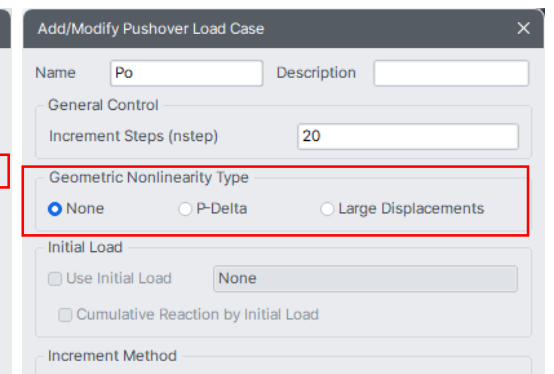 Add/Modify Pushover Load Case
Name Po Description
General Control
Increment Steps (nstep) 20
Geometric Nonlinearity Type
None P-Delta Large Displacements
Initial Load
Use Initial Load None
Cumulative Reaction by Initial Load
Increment Method